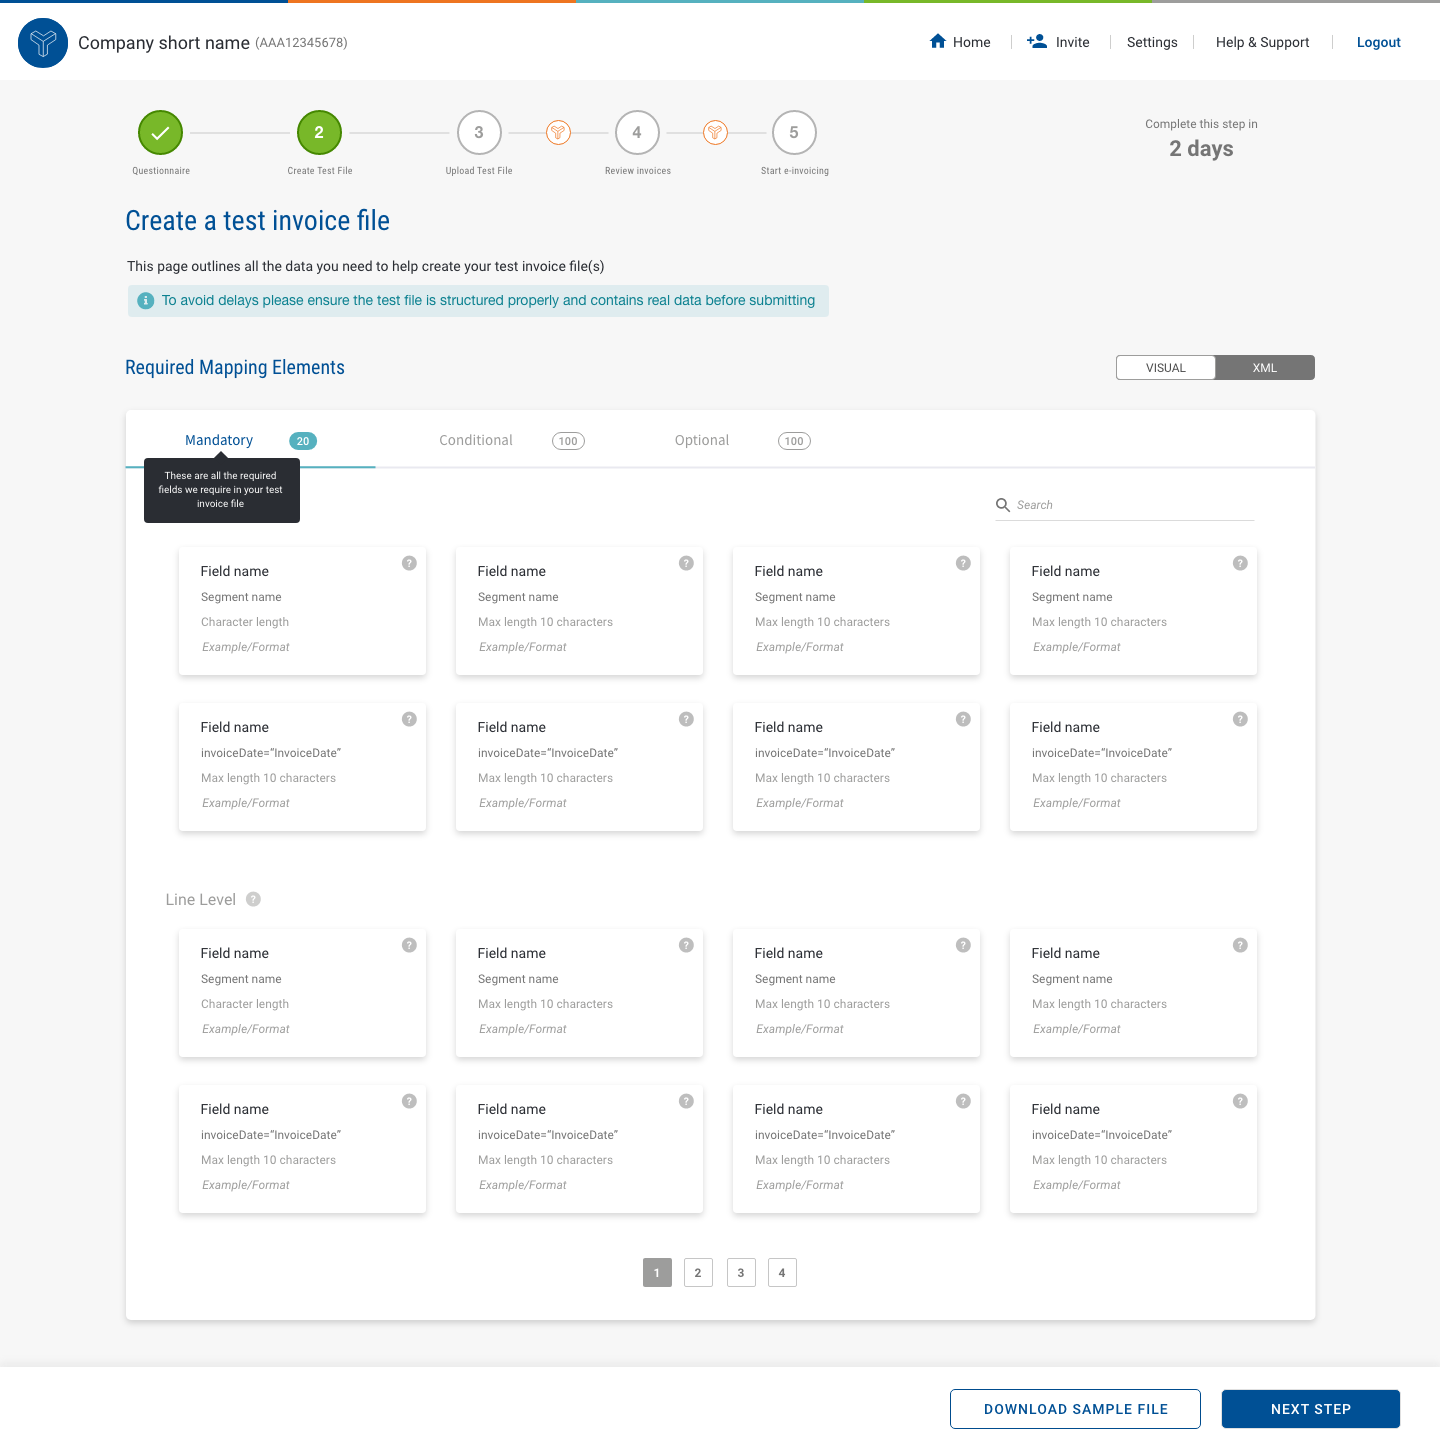 Company short name (AAA12345678)
Home
Invite
Settings
Help & Support
Logout
2
3
4
5
Questionnaire
Create Test File
Upload Test File
Review invoices
Start e-invoicing
Complete this step in
2 days
Create a test invoice file
This page outlines all the data you need to help create your test invoice file(s)
To avoid delays please ensure the test file is structured properly and contains real data before submitting
Required Mapping Elements
VISUAL
XML
Mandatory 20
Conditional 100
Optional 100
These are all the required
fields we require in your test
invoice file
Search
Field name
Segment name
Character length
Example/Format
Field name
Segment name
Max length 10 characters
Example/Format
Field name
Segment name
Max length 10 characters
Example/Format
Field name
Segment name
Max length 10 characters
Example/Format
Field name
invoiceDate=”InvoiceDate”
Max length 10 characters
Example/Format
Field name
invoiceDate=”InvoiceDate”
Max length 10 characters
Example/Format
Field name
invoiceDate=”InvoiceDate”
Max length 10 characters
Example/Format
Field name
invoiceDate=”InvoiceDate”
Max length 10 characters
Example/Format
Line Level
Field name
Segment name
Character length
Example/Format
Field name
Segment name
Max length 10 characters
Example/Format
Field name
Segment name
Max length 10 characters
Example/Format
Field name
Segment name
Max length 10 characters
Example/Format
Field name
invoiceDate=”InvoiceDate”
Max length 10 characters
Example/Format
Field name
invoiceDate=”InvoiceDate”
Max length 10 characters
Example/Format
Field name
invoiceDate=”InvoiceDate”
Max length 10 characters
Example/Format
Field name
invoiceDate=”InvoiceDate”
Max length 10 characters
Example/Format
1 2 3 4
DOWNLOAD SAMPLE FILE
NEXT STEP